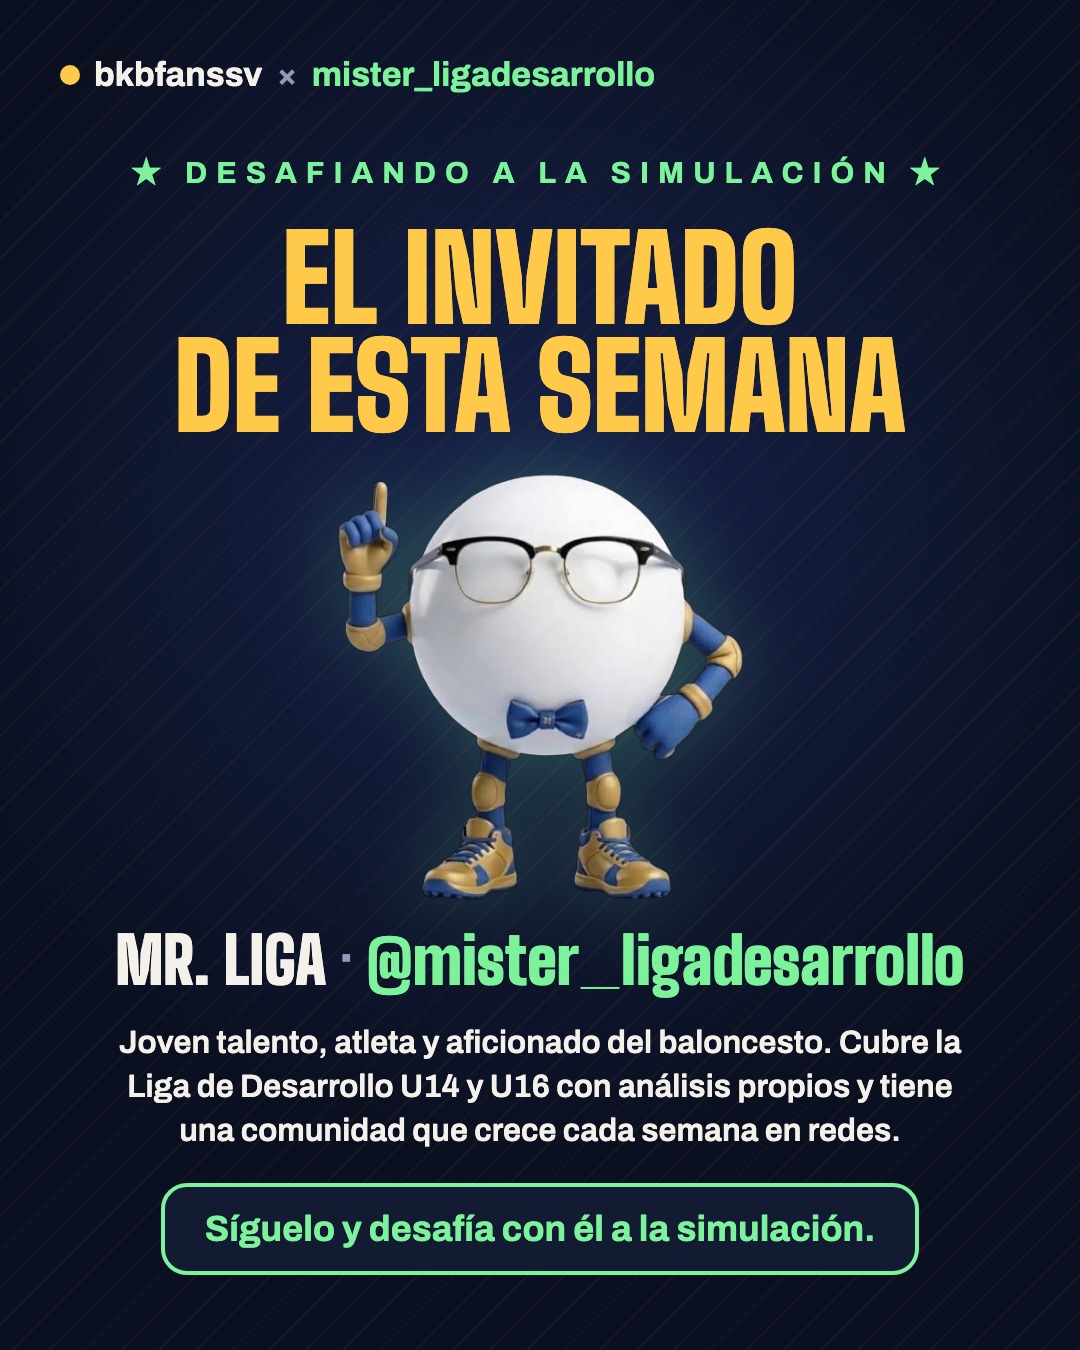 bkbfanssv × mister_ligadesarrollo
★ DESAFIANDO A LA SIMULACIÓN ★
EL INVITADO
DE ESTA SEMANA
MR. LIGA · @mister_ligadesarrollo
Joven talento, atleta y aficionado del baloncesto. Cubre la
Liga de Desarrollo U14 y U16 con análisis propios y tiene
una comunidad que crece cada semana en redes.
Síguelo y desafía con él a la simulación.